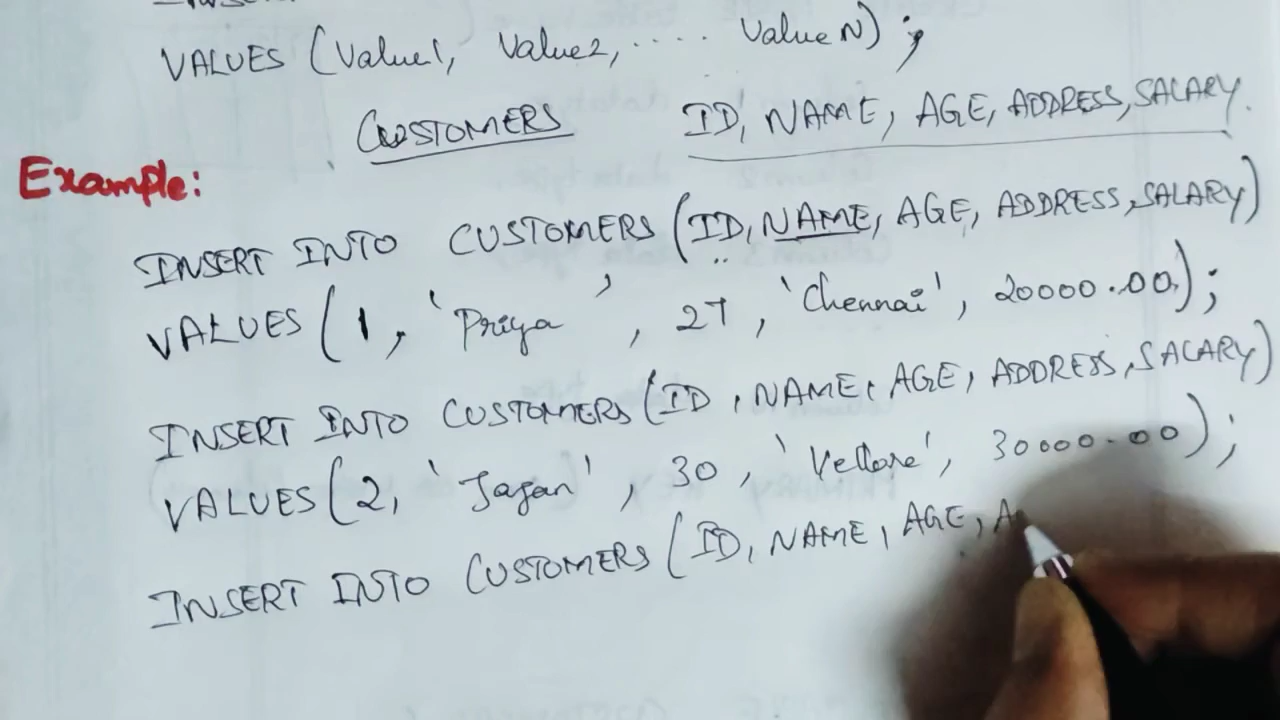 VALUES (Value1, Value2, ..... Value N) ;
CUSTOMERS ID, NAME, AGE, ADDRESS, SALARY.
Example:
INSERT INTO CUSTOMERS (ID, NAME, AGE, ADDRESS, SALARY)
VALUES (1, 'Priya', 27, 'Chennai', 20000.00);
INSERT INTO CUSTOMERS (ID, NAME, AGE, ADDRESS, SALARY)
VALUES (2, 'Jagan', 30, 'Vellore', 30000.00);
INSERT INTO CUSTOMERS (ID, NAME, AGE, A